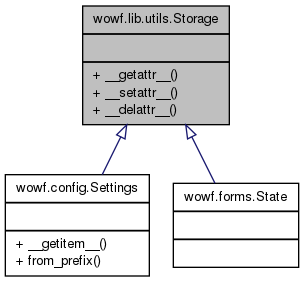 wowf.lib.utils.Storage
+ __getattr__()
+ __setattr__()
+ __delattr__()
wowf.config.Settings
+ __getitem__()
+ from_prefix()
wowf.forms.State